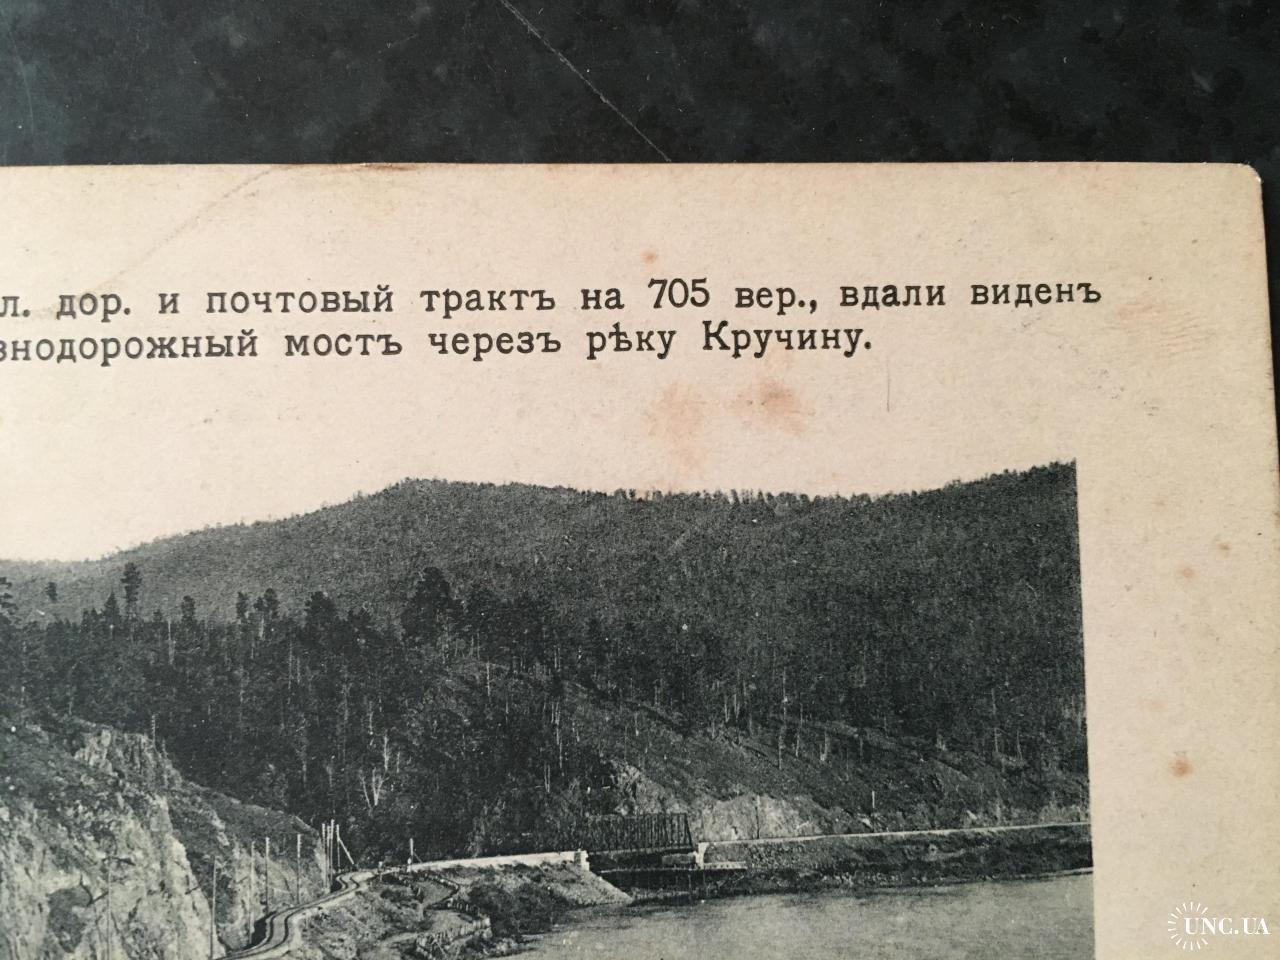 л. дор. и почтовый трактъ на 705 вер., вдали виденъ
знодорожный мостъ черезъ рѣку Кручину.
UNC.UA